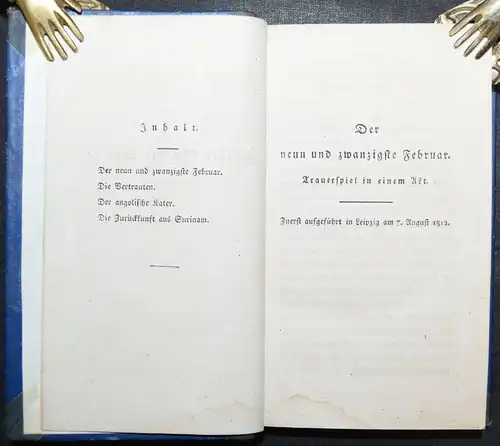 Inhalt.
Der neun und zwanzigste Februar.
Die Vertrauten.
Der angolische Kater.
Die Zurückkunft aus Surinam.
Der
neun und zwanzigste Februar.
Trauerspiel in einem Akt.
Zuerst aufgeführt in Leipzig am 7. August 1812.